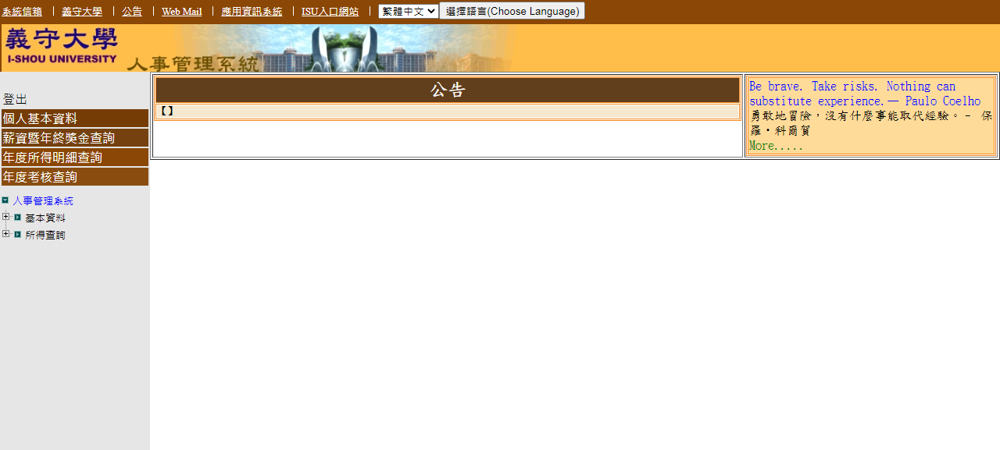 系統信箱 | 義守大學 | 公告 | Web Mail | 應用資訊系統 | ISU入口網站 | 繁體中文 選擇語言(Choose Language)
義守大學
I-SHOU UNIVERSITY
人事管理系統
登出
個人基本資料
薪資暨年終獎金查詢
年度所得明細查詢
年度考核查詢
人事管理系統
基本資料
所得查詢
公告
【】
Be brave. Take risks. Nothing can
substitute experience.— Paulo Coelho
勇敢地冒險，沒有什麼事能取代經驗。– 保
羅·科爾賀
More.....